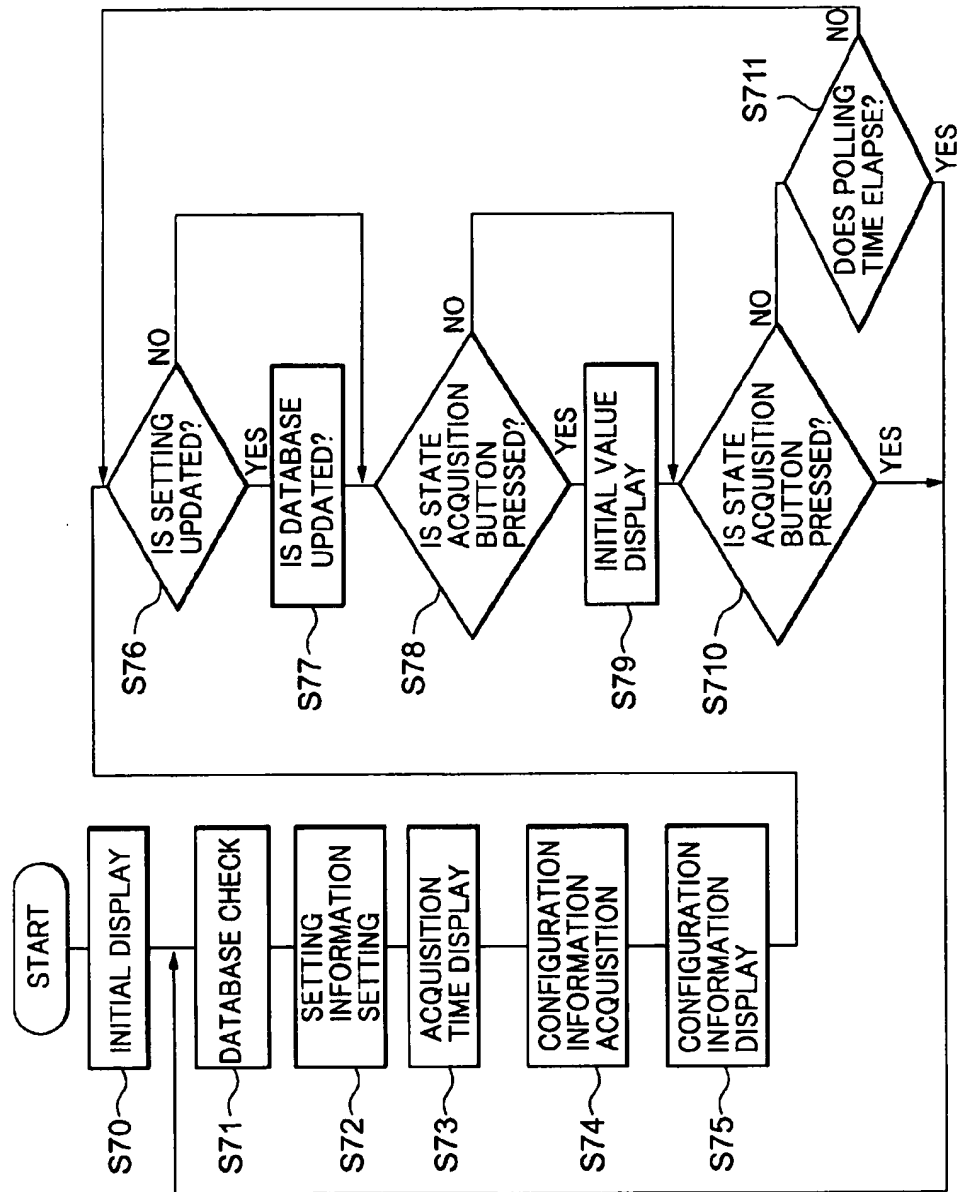 START
S70
INITIAL DISPLAY
S71
DATABASE CHECK
S72
SETTING
INFORMATION
SETTING
S73
ACQUISITION
TIME DISPLAY
S74
CONFIGURATION
INFORMATION
ACQUISITION
S75
CONFIGURATION
INFORMATION
DISPLAY
S76
IS SETTING
UPDATED?
NO
YES
S77
IS DATABASE
UPDATED?
S78
IS STATE
ACQUISITION
BUTTON
PRESSED?
NO
YES
S79
INITIAL VALUE
DISPLAY
S710
IS STATE
ACQUISITION
BUTTON
PRESSED?
NO
YES
S711
DOES POLLING
TIME ELAPSE?
NO
YES